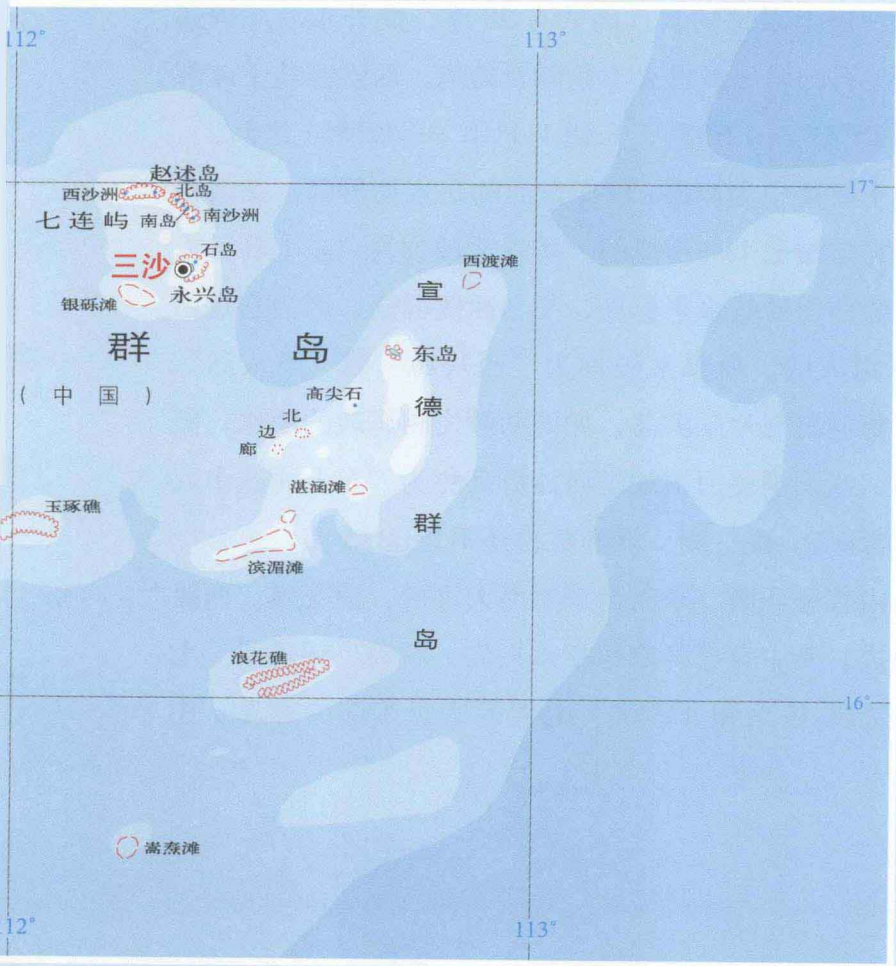 112°
113°
赵述岛
西沙洲
北岛
17°
七连屿
南岛
南沙洲
石岛
三沙
西渡滩
银砾滩
永兴岛
宣德群岛
群岛
东岛
(中国)
高尖石
北边廊
湛涵滩
玉琢礁
滨湄滩
浪花礁
16°
嵩焘滩
112°
113°